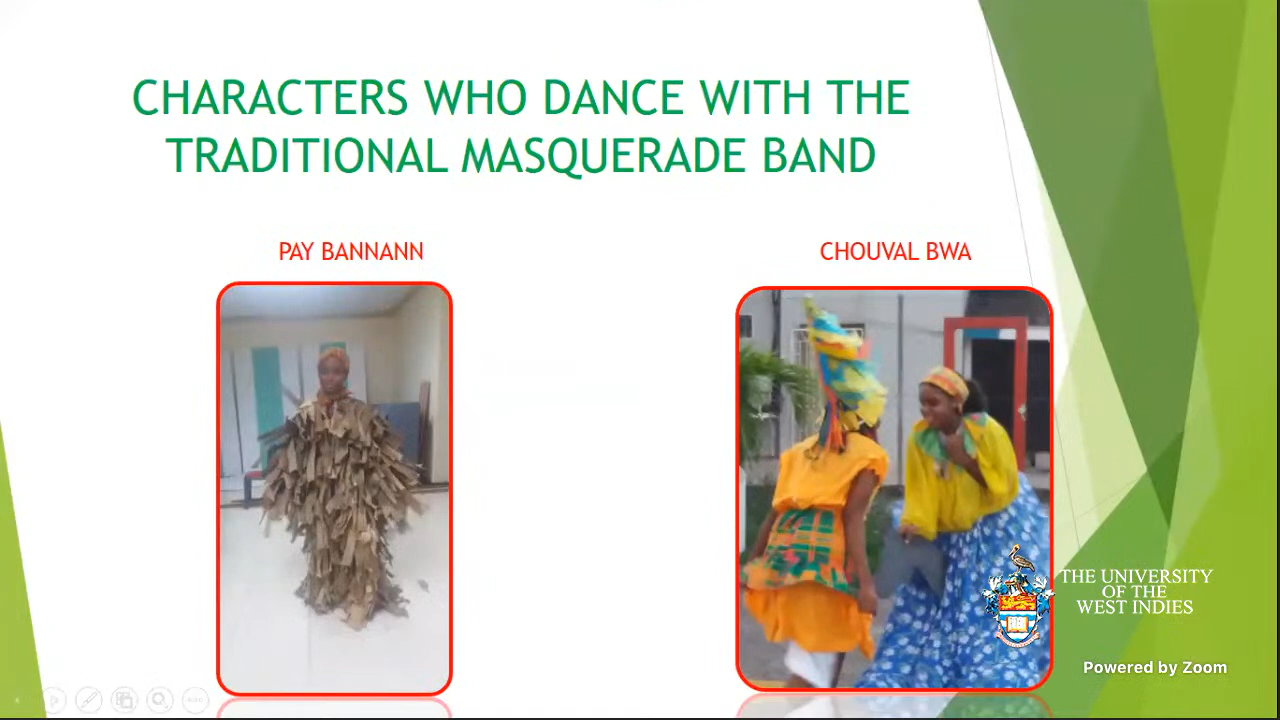 CHARACTERS WHO DANCE WITH THE
TRADITIONAL MASQUERADE BAND
PAY BANNANN
CHOUVAL BWA
THE UNIVERSITY
OF THE
WEST INDIES
Powered by Zoom